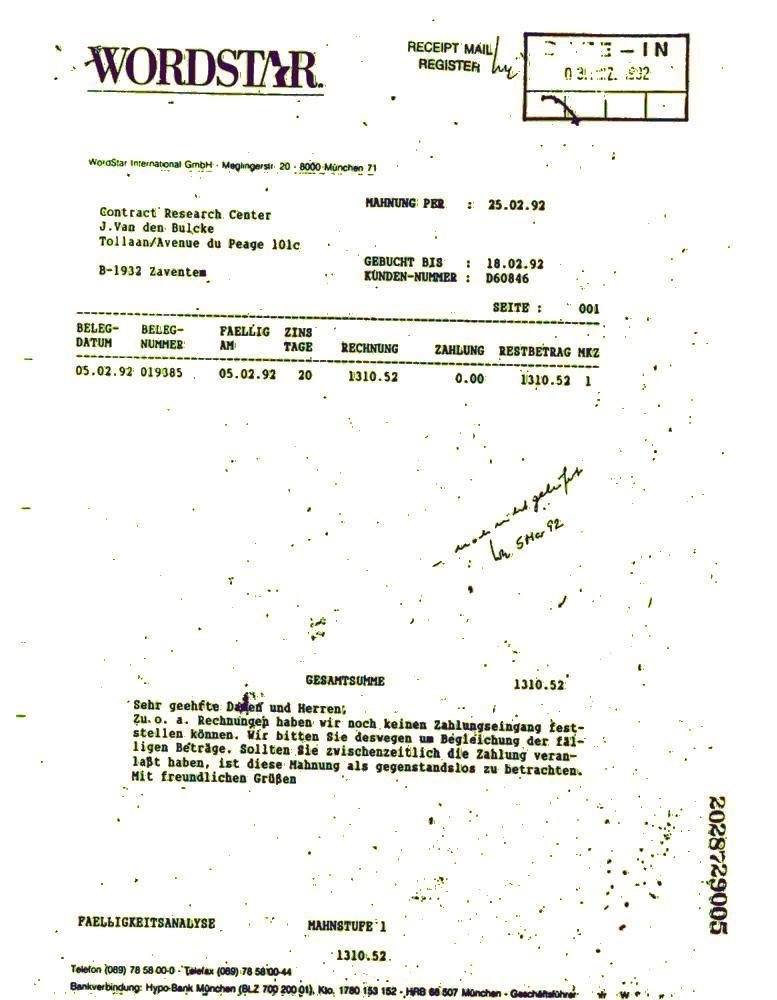 WORDSTAR.
RECEIPT MAIL
REGISTER
– IN
WordStar International GmbH · Meglingerstr. 20 · 8000 München 71
MAHNUNG PER : 25.02.92
Contract Research Center
J.Van den Bulcke
Tollaan/Avenue du Peage 101c
B-1932 Zaventem
GEBUCHT BIS : 18.02.92
KUNDEN-NUMMER : D60846
SEITE : 001
BELEG- BELEG- FAELLIG ZINS
DATUM NUMMER AM TAGE RECHNUNG ZAHLUNG RESTBETRAG MKZ
05.02.92 019385 05.02.92 20 1310.52 0.00 1310.52 1
- noch nicht geliefert
5 Mar 92
GESAMTSUMME 1310.52
Sehr geehrte Damen und Herren,
Zu. o. a. Rechnungen haben wir noch keinen Zahlungseingang fest-
stellen können. Wir bitten Sie deswegen um Begleichung der fäl-
ligen Beträge. Sollten Sie zwischenzeitlich die Zahlung veran-
laßt haben, ist diese Mahnung als gegenstandslos zu betrachten.
Mit freundlichen Grüßen
2028729005
FAELLIGKEITSANALYSE MAHNSTUFE 1
1310.52
Telefon (089) 78 58 00-0 - Telefax (089) 78 58 00-44
Bankverbindung: Hypo-Bank München (BLZ 700 200 01), Kto. 1780 153 152 - HRB 66 507 München - Geschäftsführer